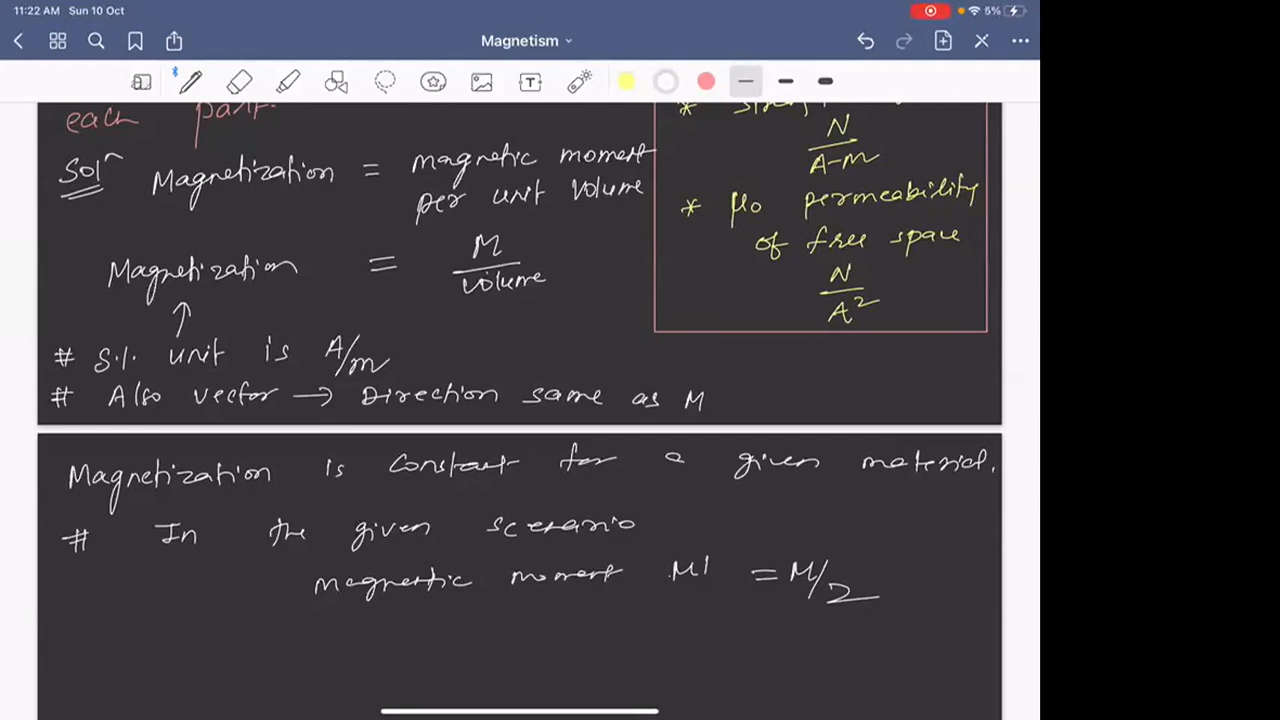 11:22 AM Sun 10 Oct
5%
Magnetism
each part.
Sol^n Magnetization = magnetic moment
per unit volume
Magnetization = M
volume
# S.I. unit is A/m
# Also vector → Direction same as M
*
N
A-m
* μo permeability
of free space
N
A²
Magnetization is constant for a given material.
# In the given scenario
magnetic moment M' = M/2